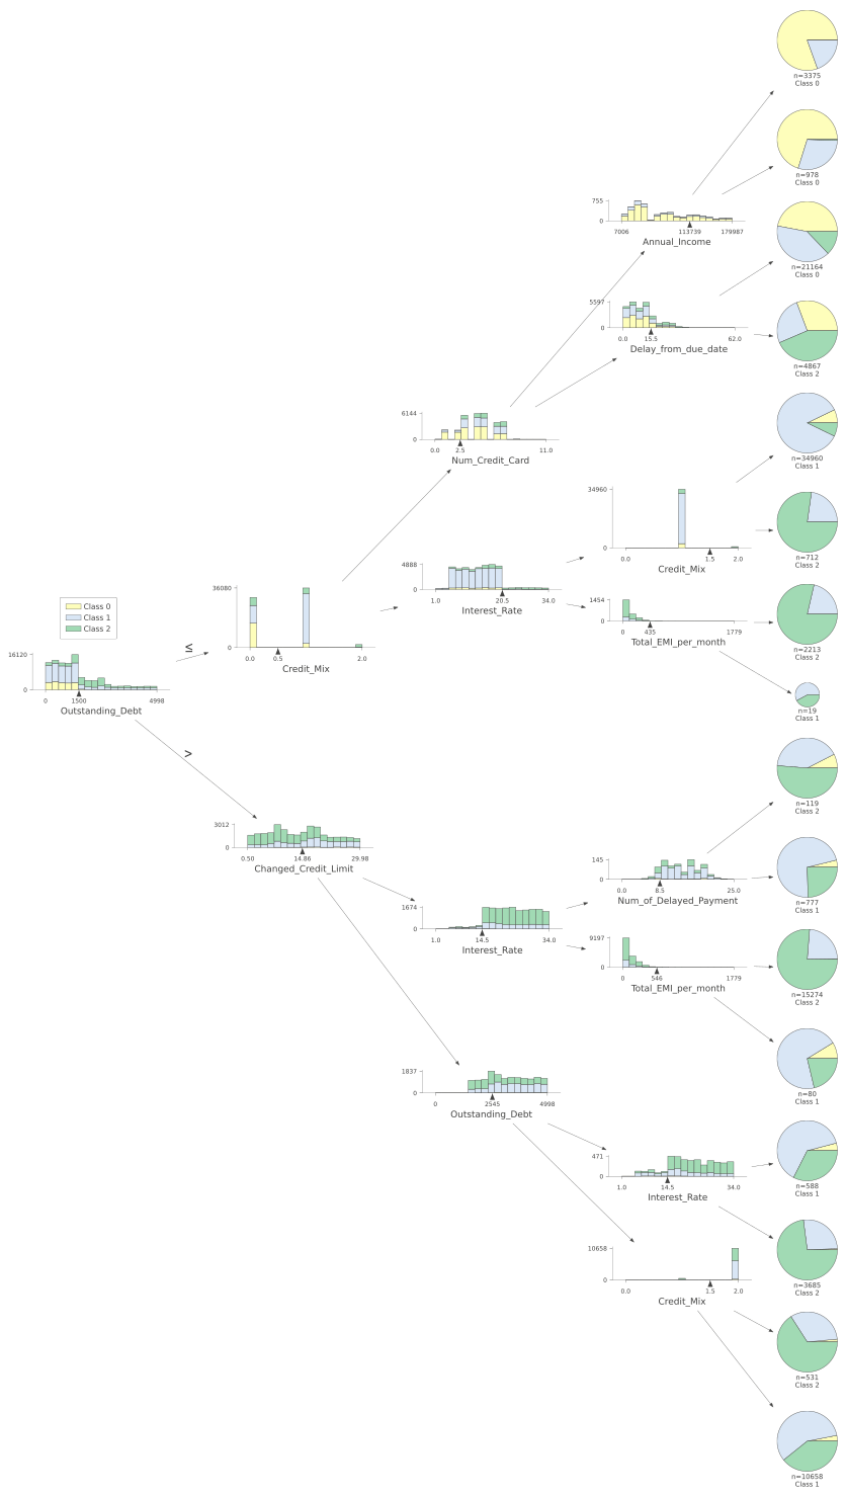 n=3375
Class 0
n=978
Class 0
755
0
7006
113739
179987
Annual_Income
n=21164
Class 0
5597
0
0.0
15.5
62.0
Delay_from_due_date
n=4867
Class 2
6144
0
0.0
2.5
11.0
Num_Credit_Card
n=34960
Class 1
34960
0
0.0
1.5
2.0
Credit_Mix
n=712
Class 2
4888
0
1.0
20.5
34.0
Interest_Rate
1454
0
0
435
1779
Total_EMI_per_month
n=2213
Class 2
n=19
Class 1
36080
0
0.0
0.5
2.0
Credit_Mix
Class 0
Class 1
Class 2
≤
16120
0
0
1500
4998
Outstanding_Debt
>
n=119
Class 2
3012
0
0.50
14.86
29.98
Changed_Credit_Limit
145
0
0.0
8.5
25.0
Num_of_Delayed_Payment
n=777
Class 1
1674
0
1.0
14.5
34.0
Interest_Rate
9197
0
0
546
1779
Total_EMI_per_month
n=15274
Class 2
n=80
Class 1
1837
0
0
2545
4998
Outstanding_Debt
471
0
1.0
14.5
34.0
Interest_Rate
n=588
Class 1
n=3685
Class 2
10658
0
0.0
1.5
2.0
Credit_Mix
n=531
Class 2
n=10658
Class 1